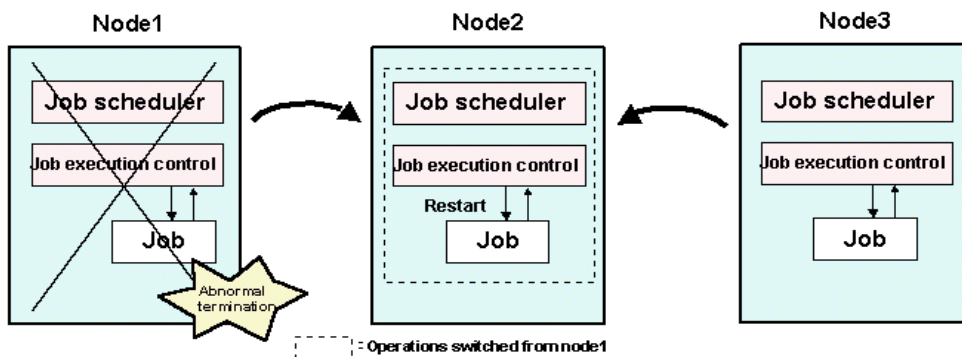 Node1
Node2
Node3
Job scheduler
Job execution control
Job
Abnormal
termination
Job scheduler
Job execution control
Restart
Job
Job scheduler
Job execution control
Job
: Operations switched from node1